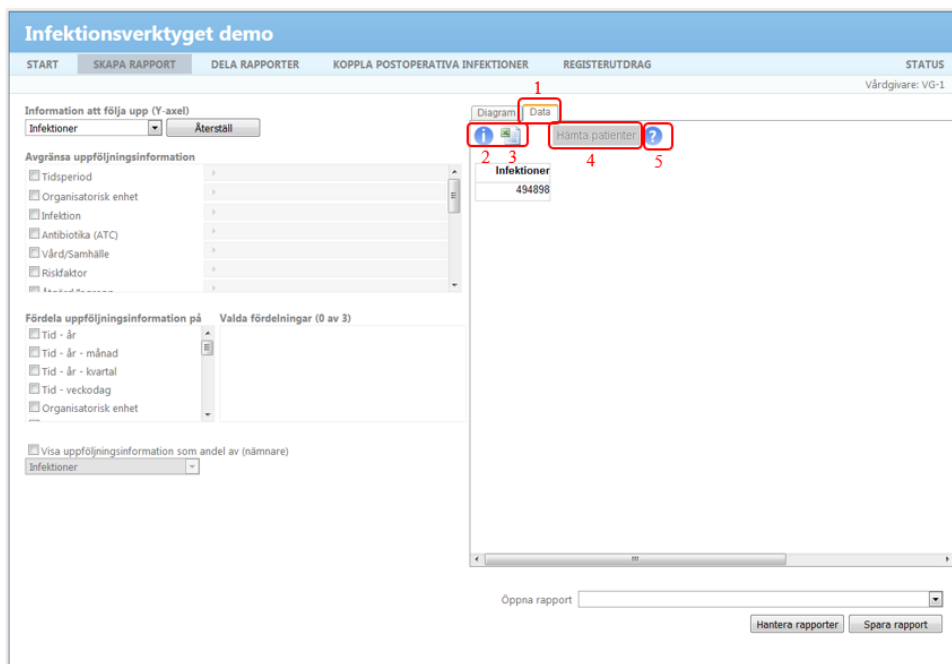 Infektionsverktyget demo
START SKAPA RAPPORT DELA RAPPORTER KOPPLA POSTOPERATIVA INFEKTIONER REGISTERUTDRAG STATUS
Vårdgivare: VG-1
Information att följa upp (Y-axel)
Infektioner Återställ
Avgränsa uppföljningsinformation
Tidsperiod
Organisatorisk enhet
Infektion
Antibiotika (ATC)
Vård/Samhälle
Riskfaktor
Fördela uppföljningsinformation på Valda fördelningar (0 av 3)
Tid - år
Tid - år - månad
Tid - år - kvartal
Tid - veckodag
Organisatorisk enhet
Visa uppföljningsinformation som andel av (nämnare)
Infektioner
1
Diagram Data
Hämta patienter ?
2 3 4 5
Infektioner
494898
Öppna rapport
Hantera rapporter Spara rapport